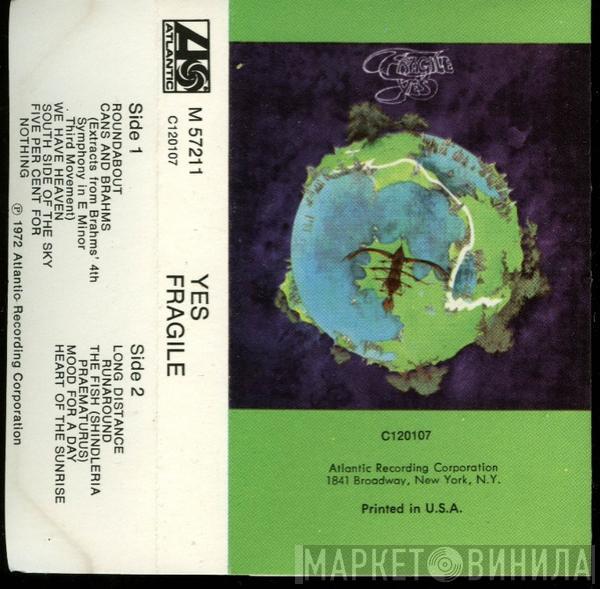 ATLANTIC
M 57211
C120107
YES
FRAGILE
Side 1
ROUNDABOUT
CANS AND BRAHMS
(Extracts from Brahms' 4th
Symphony in E Minor
Third Movement)
WE HAVE HEAVEN
SOUTH SIDE OF THE SKY
FIVE PER CENT FOR
NOTHING
Side 2
LONG DISTANCE
RUNAROUND
THE FISH (SHINDLERIA
PRAEMATURUS)
MOOD FOR A DAY
HEART OF THE SUNRISE
℗ 1972 Atlantic Recording Corporation
FRAGILE
YES
C120107
Atlantic Recording Corporation
1841 Broadway, New York, N.Y.
Printed in U.S.A.
МАРКЕТ ВИНИЛА